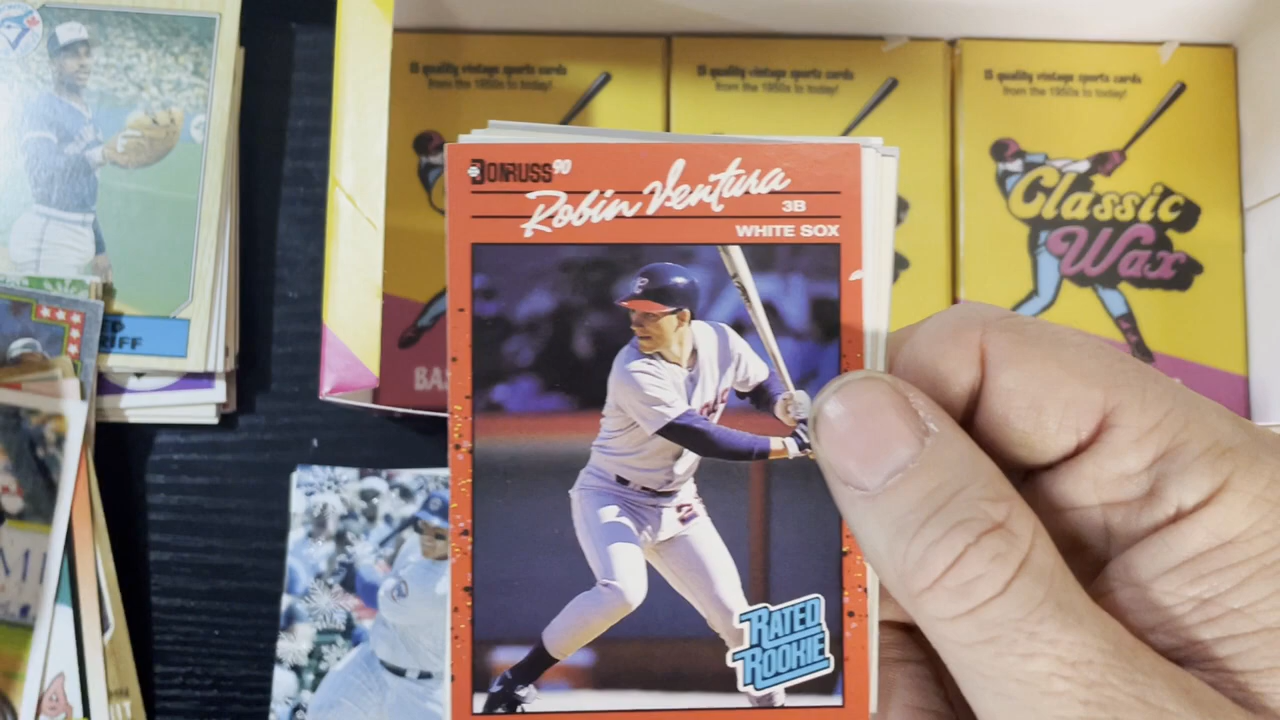 15 quality vintage sports cards
from the 1950s to today!
15 quality vintage sports cards
from the 1950s to today!
15 quality vintage sports cards
from the 1950s to today!
Classic
Wax
BAS
DONRUSS 90
Robin Ventura
3B
WHITE SOX
RATED
ROOKIE
RIFF